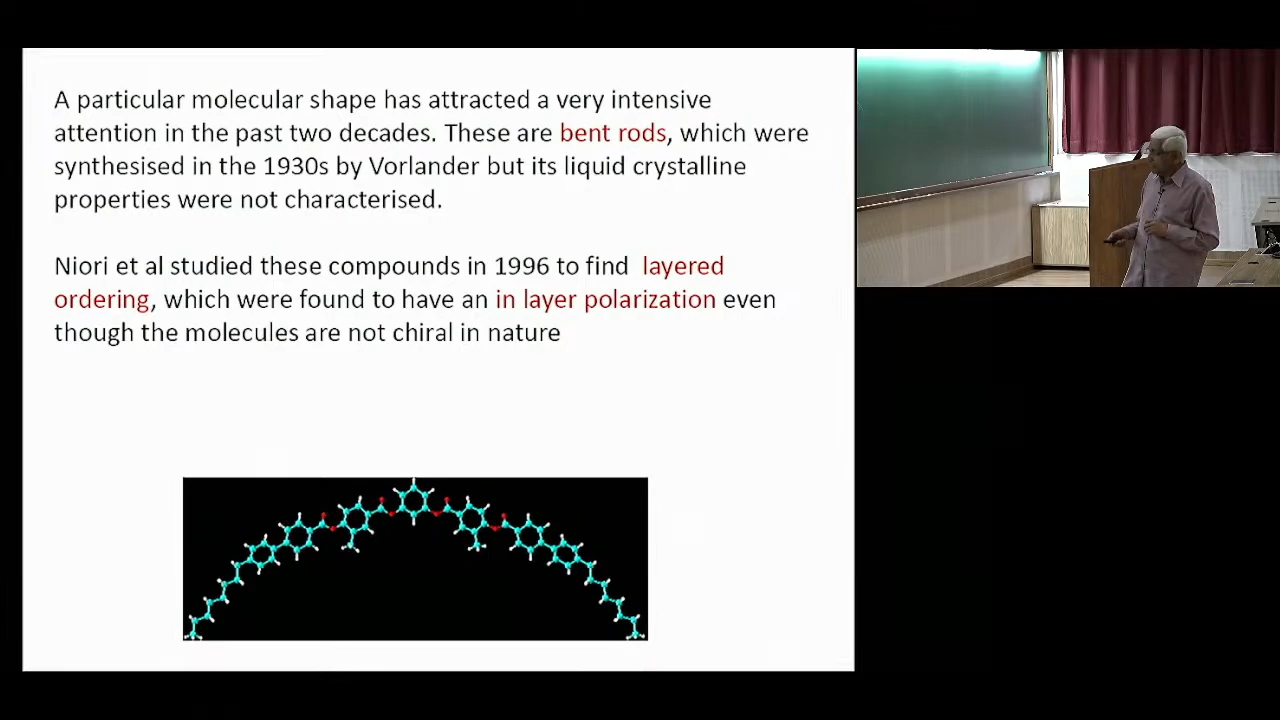 A particular molecular shape has attracted a very intensive
attention in the past two decades. These are bent rods, which were
synthesised in the 1930s by Vorlander but its liquid crystalline
properties were not characterised.
Niori et al studied these compounds in 1996 to find  layered
ordering, which were found to have an in layer polarization even
though the molecules are not chiral in nature